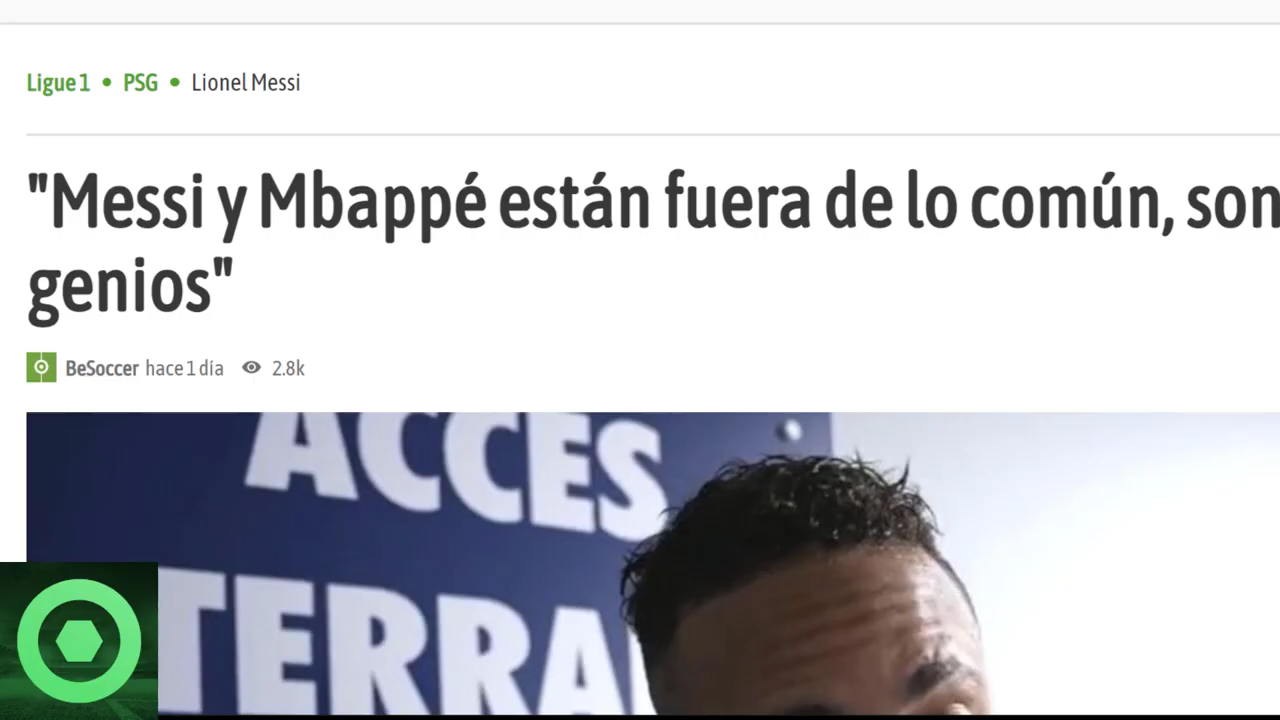 Ligue 1 • PSG • Lionel Messi
"Messi y Mbappé están fuera de lo común, son
genios"
BeSoccer hace 1 día 2.8k
ACCES
TERRA